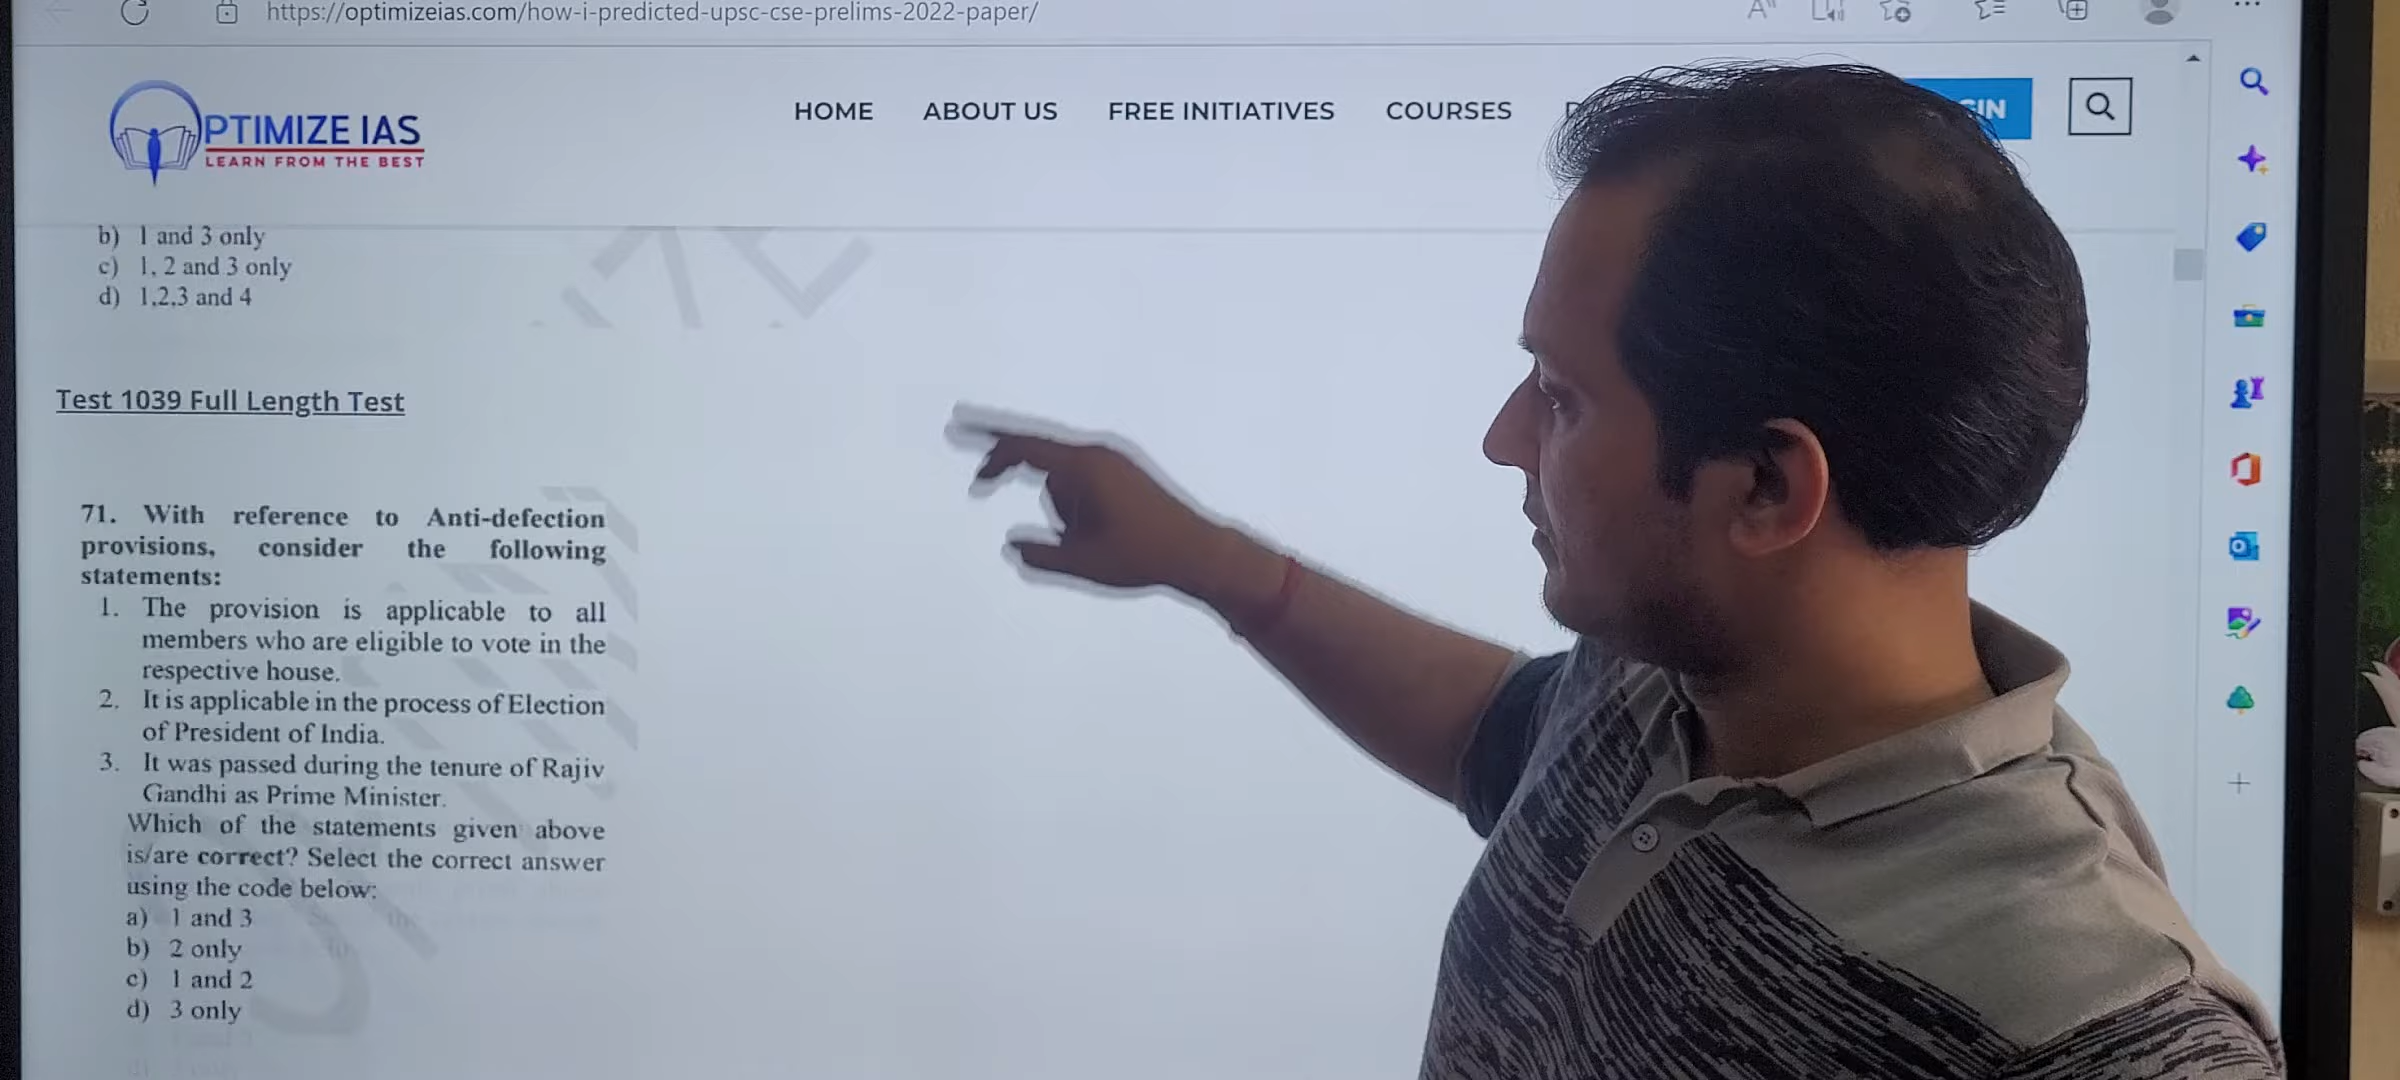 https://optimizeias.com/how-i-predicted-upsc-cse-prelims-2022-paper/
PTIMIZE IAS
LEARN FROM THE BEST
HOME ABOUT US FREE INITIATIVES COURSES
b) 1 and 3 only
c) 1, 2 and 3 only
d) 1,2,3 and 4
Test 1039 Full Length Test
71. With reference to Anti-defection
provisions, consider the following
statements:
1. The provision is applicable to all
members who are eligible to vote in the
respective house.
2. It is applicable in the process of Election
of President of India.
3. It was passed during the tenure of Rajiv
Gandhi as Prime Minister.
Which of the statements given above
is/are correct? Select the correct answer
using the code below:
a) 1 and 3
b) 2 only
c) 1 and 2
d) 3 only